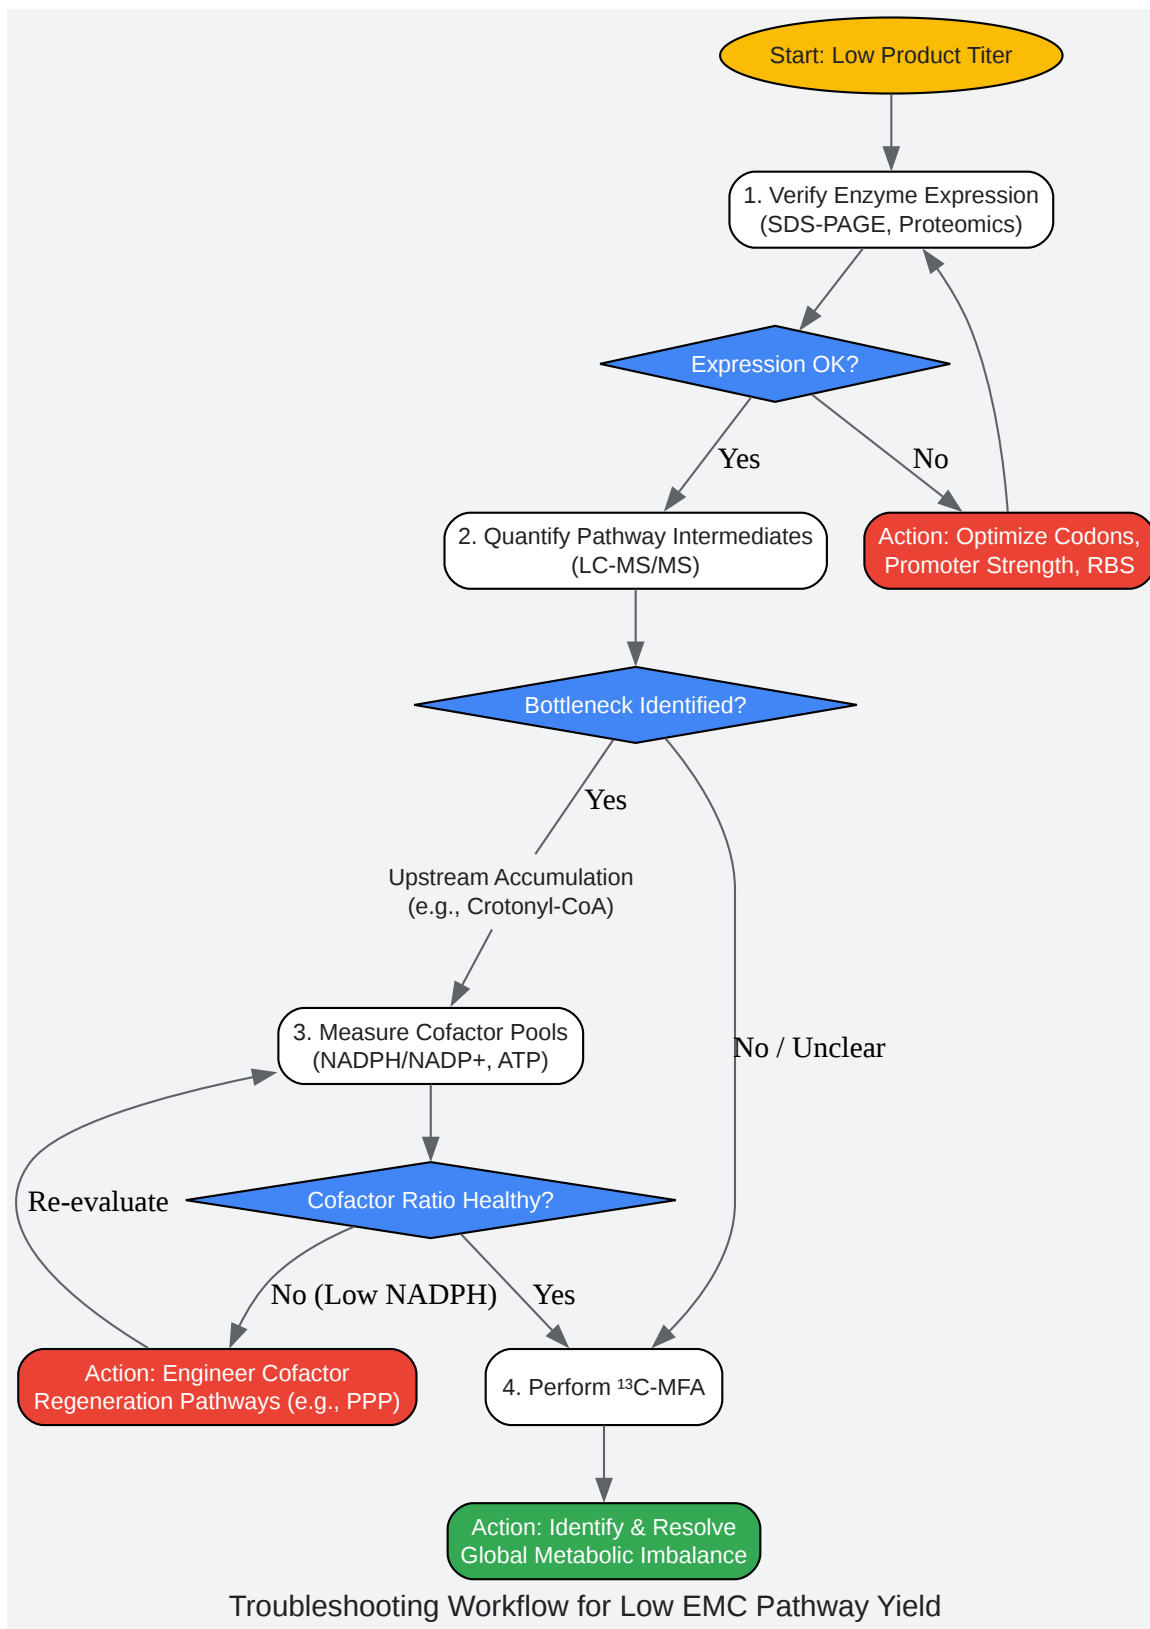 Start: Low Product Titer
1. Verify Enzyme Expression
(SDS-PAGE, Proteomics)
Expression OK?
Yes
No
2. Quantify Pathway Intermediates
(LC-MS/MS)
Action: Optimize Codons,
Promoter Strength, RBS
Bottleneck Identified?
Yes
Upstream Accumulation
(e.g., Crotonyl-CoA)
3. Measure Cofactor Pools
(NADPH/NADP+, ATP)
No / Unclear
Cofactor Ratio Healthy?
Re-evaluate
No (Low NADPH)
Yes
Action: Engineer Cofactor
Regeneration Pathways (e.g., PPP)
4. Perform ¹³C-MFA
Action: Identify & Resolve
Global Metabolic Imbalance
Troubleshooting Workflow for Low EMC Pathway Yield